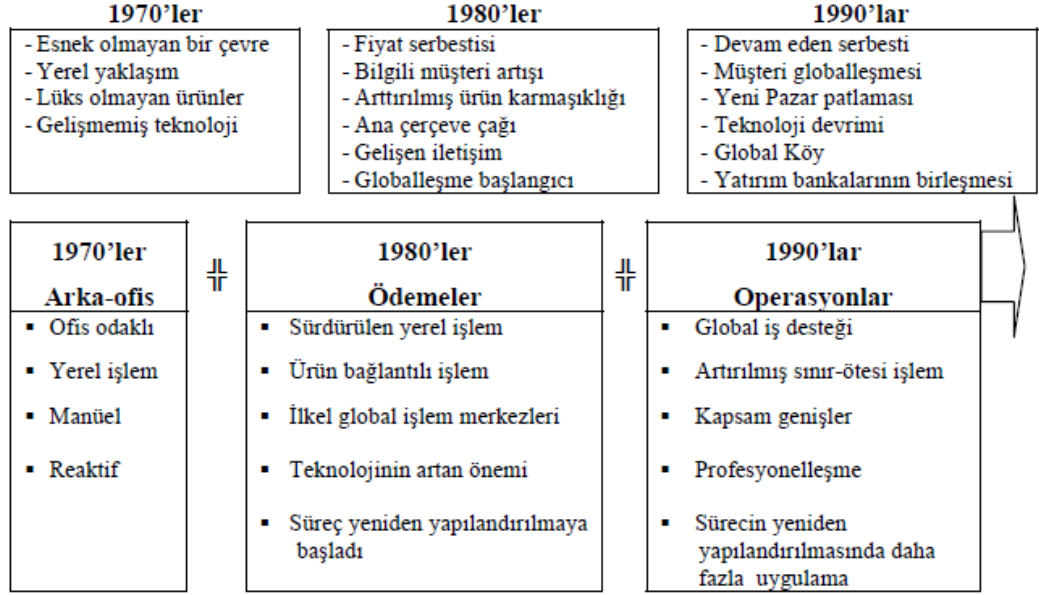 1970’ler
- Esnek olmayan bir çevre
- Yerel yaklaşım
- Lüks olmayan ürünler
- Gelişmemiş teknoloji
1980’ler
- Fiyat serbestisi
- Bilgili müşteri artışı
- Arttırılmış ürün karmaşıklığı
- Ana çerçeve çağı
- Gelişen iletişim
- Globalleşme başlangıcı
1990’lar
- Devam eden serbesti
- Müşteri globalleşmesi
- Yeni Pazar patlaması
- Teknoloji devrimi
- Global Köy
- Yatırım bankalarının birleşmesi
1970’ler
Arka-ofis
▪ Ofis odaklı
▪ Yerel işlem
▪ Manüel
▪ Reaktif
1980’ler
Ödemeler
▪ Sürdürülen yerel işlem
▪ Ürün bağlantılı işlem
▪ İlkel global işlem merkezleri
▪ Teknolojinin artan önemi
▪ Süreç yeniden yapılandırılmaya
başladı
1990’lar
Operasyonlar
▪ Global iş desteği
▪ Artırılmış sınır-ötesi işlem
▪ Kapsam genişler
▪ Profesyonelleşme
▪ Sürecin yeniden
yapılandırılmasında daha
fazla uygulama